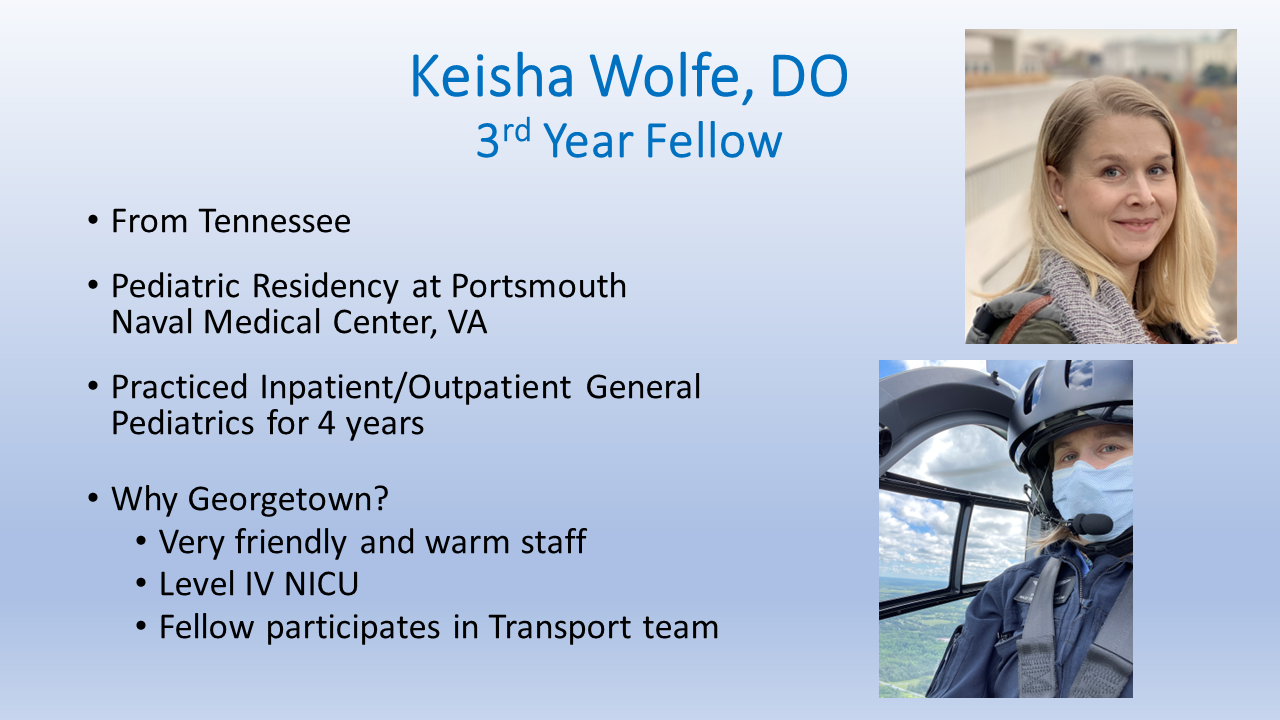 Keisha Wolfe, DO
3rd Year Fellow
• From Tennessee
• Pediatric Residency at Portsmouth
Naval Medical Center, VA
• Practiced Inpatient/Outpatient General
Pediatrics for 4 years
• Why Georgetown?
• Very friendly and warm staff
• Level IV NICU
• Fellow participates in Transport team